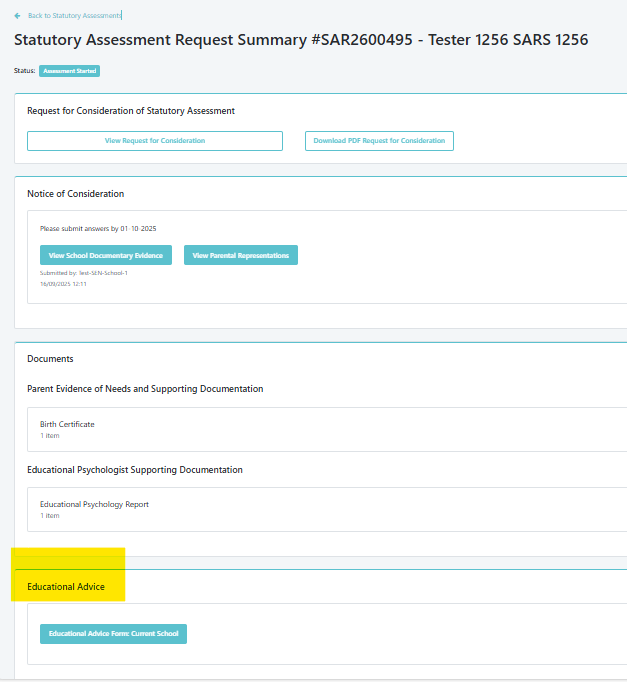 Back to Statutory Assessments
Statutory Assessment Request Summary #SAR2600495 - Tester 1256 SARS 1256
Status: Assessment Started
Request for Consideration of Statutory Assessment
View Request for Consideration
Download PDF Request for Consideration
Notice of Consideration
Please submit answers by 01-10-2025
View School Documentary Evidence
View Parental Representations
Submitted by: Test-SEN-School-1
16/09/2025 12:11
Documents
Parent Evidence of Needs and Supporting Documentation
Birth Certificate
1 item
Educational Psychologist Supporting Documentation
Educational Psychology Report
1 item
Educational Advice
Educational Advice Form: Current School